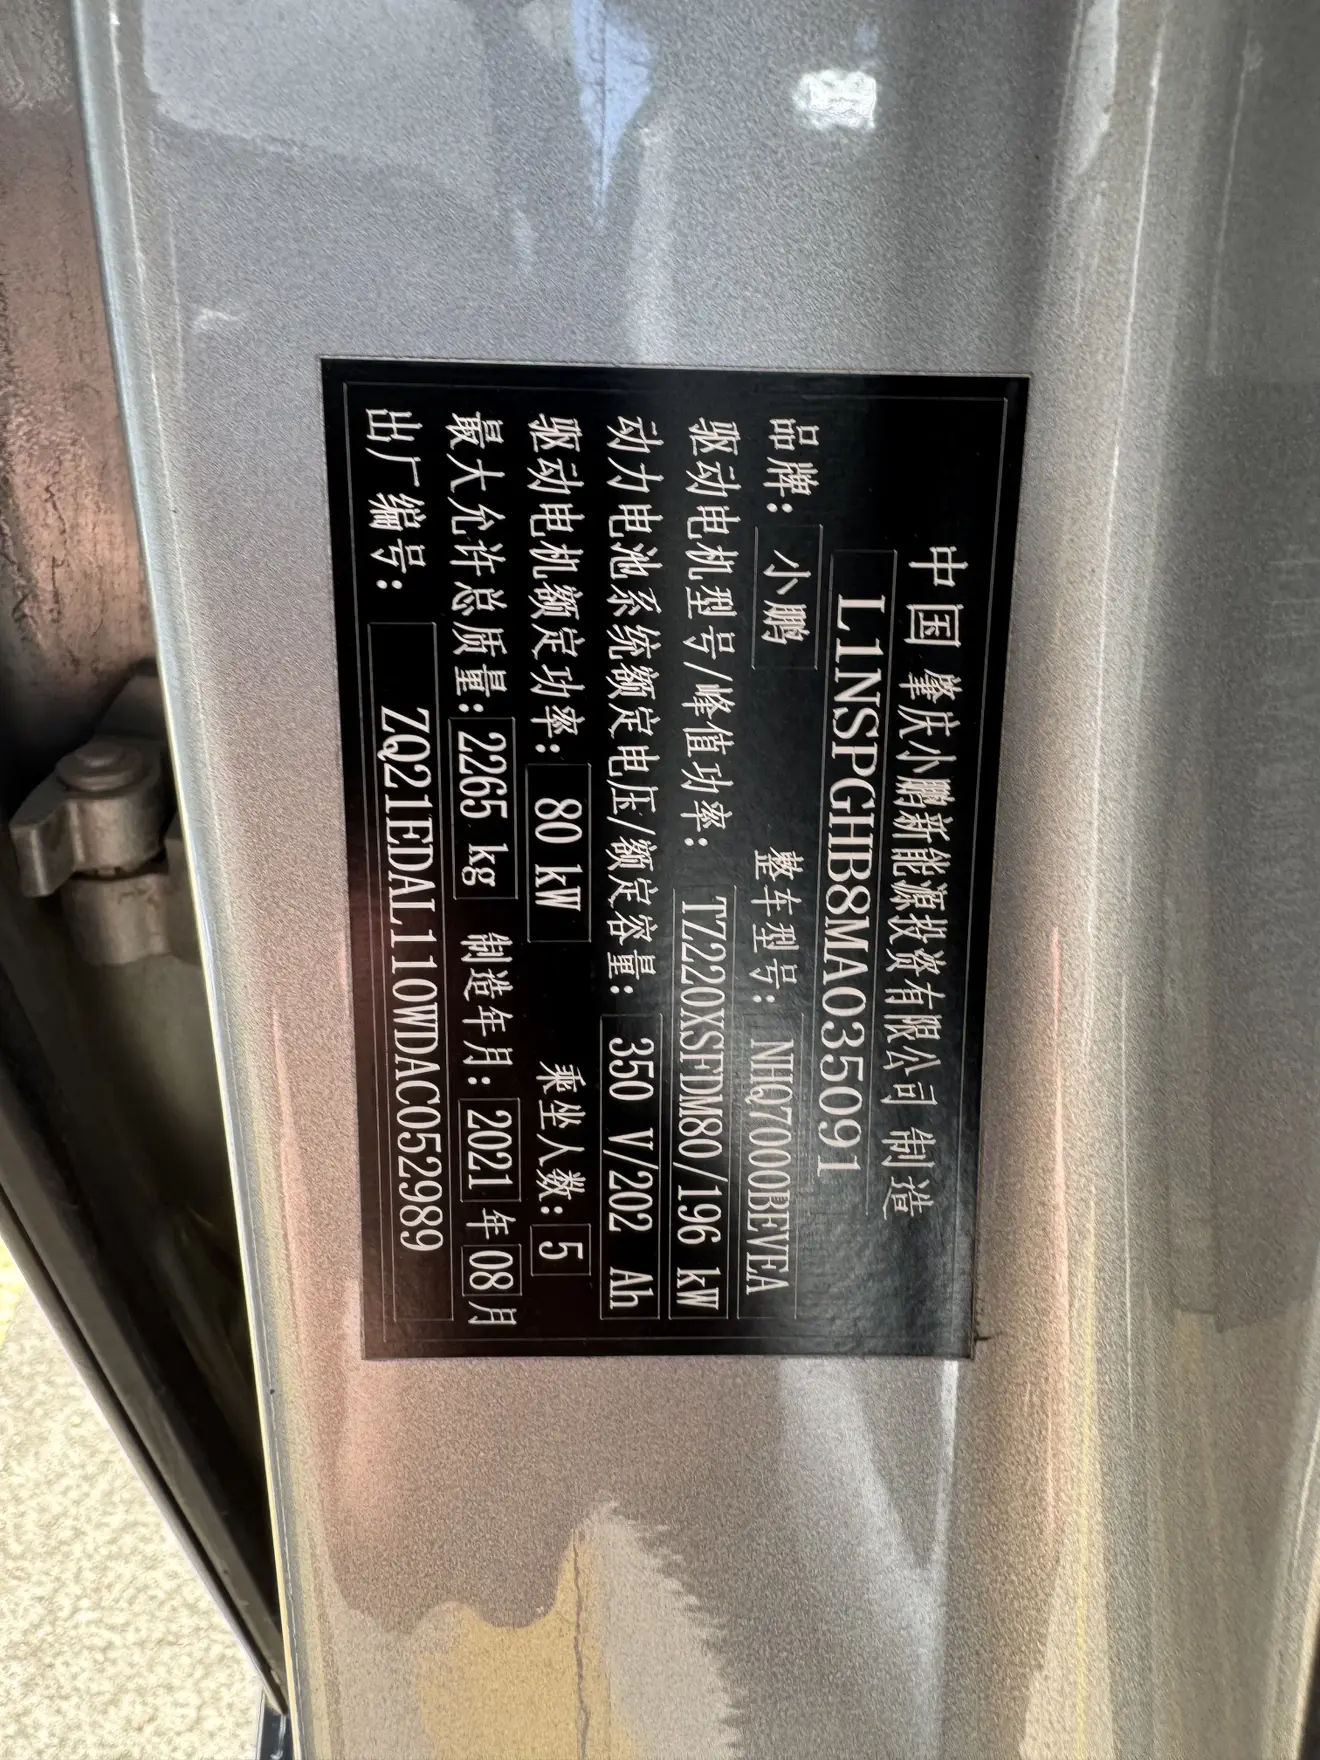 中国 肇庆小鹏新能源投资有限公司 制造
L1NSPGHB8MA035091
品牌：小鹏 整车型号：NHQ7000BEVEA
驱动电机型号/峰值功率：TZ220XSFDM80/196 kW
动力电池系统额定电压/额定容量：350 V/202 Ah
驱动电机额定功率：80 kW 乘坐人数：5
最大允许总质量：2265 kg 制造年月：2021年08月
出厂编号：ZQ21EDAL110WDAC0529989